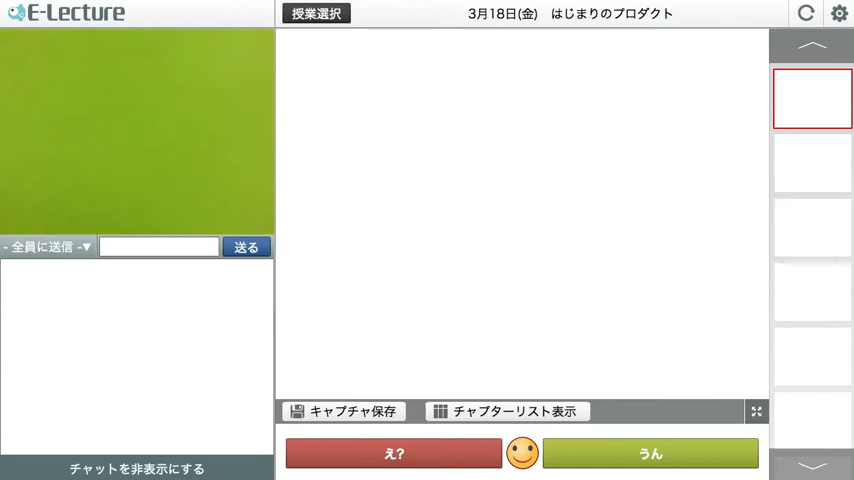 E-Lecture
授業選択
3月18日(金) はじまりのプロダクト
- 全員に送信 -▼
送る
キャプチャ保存
チャプターリスト表示
え?
うん
チャットを非表示にする